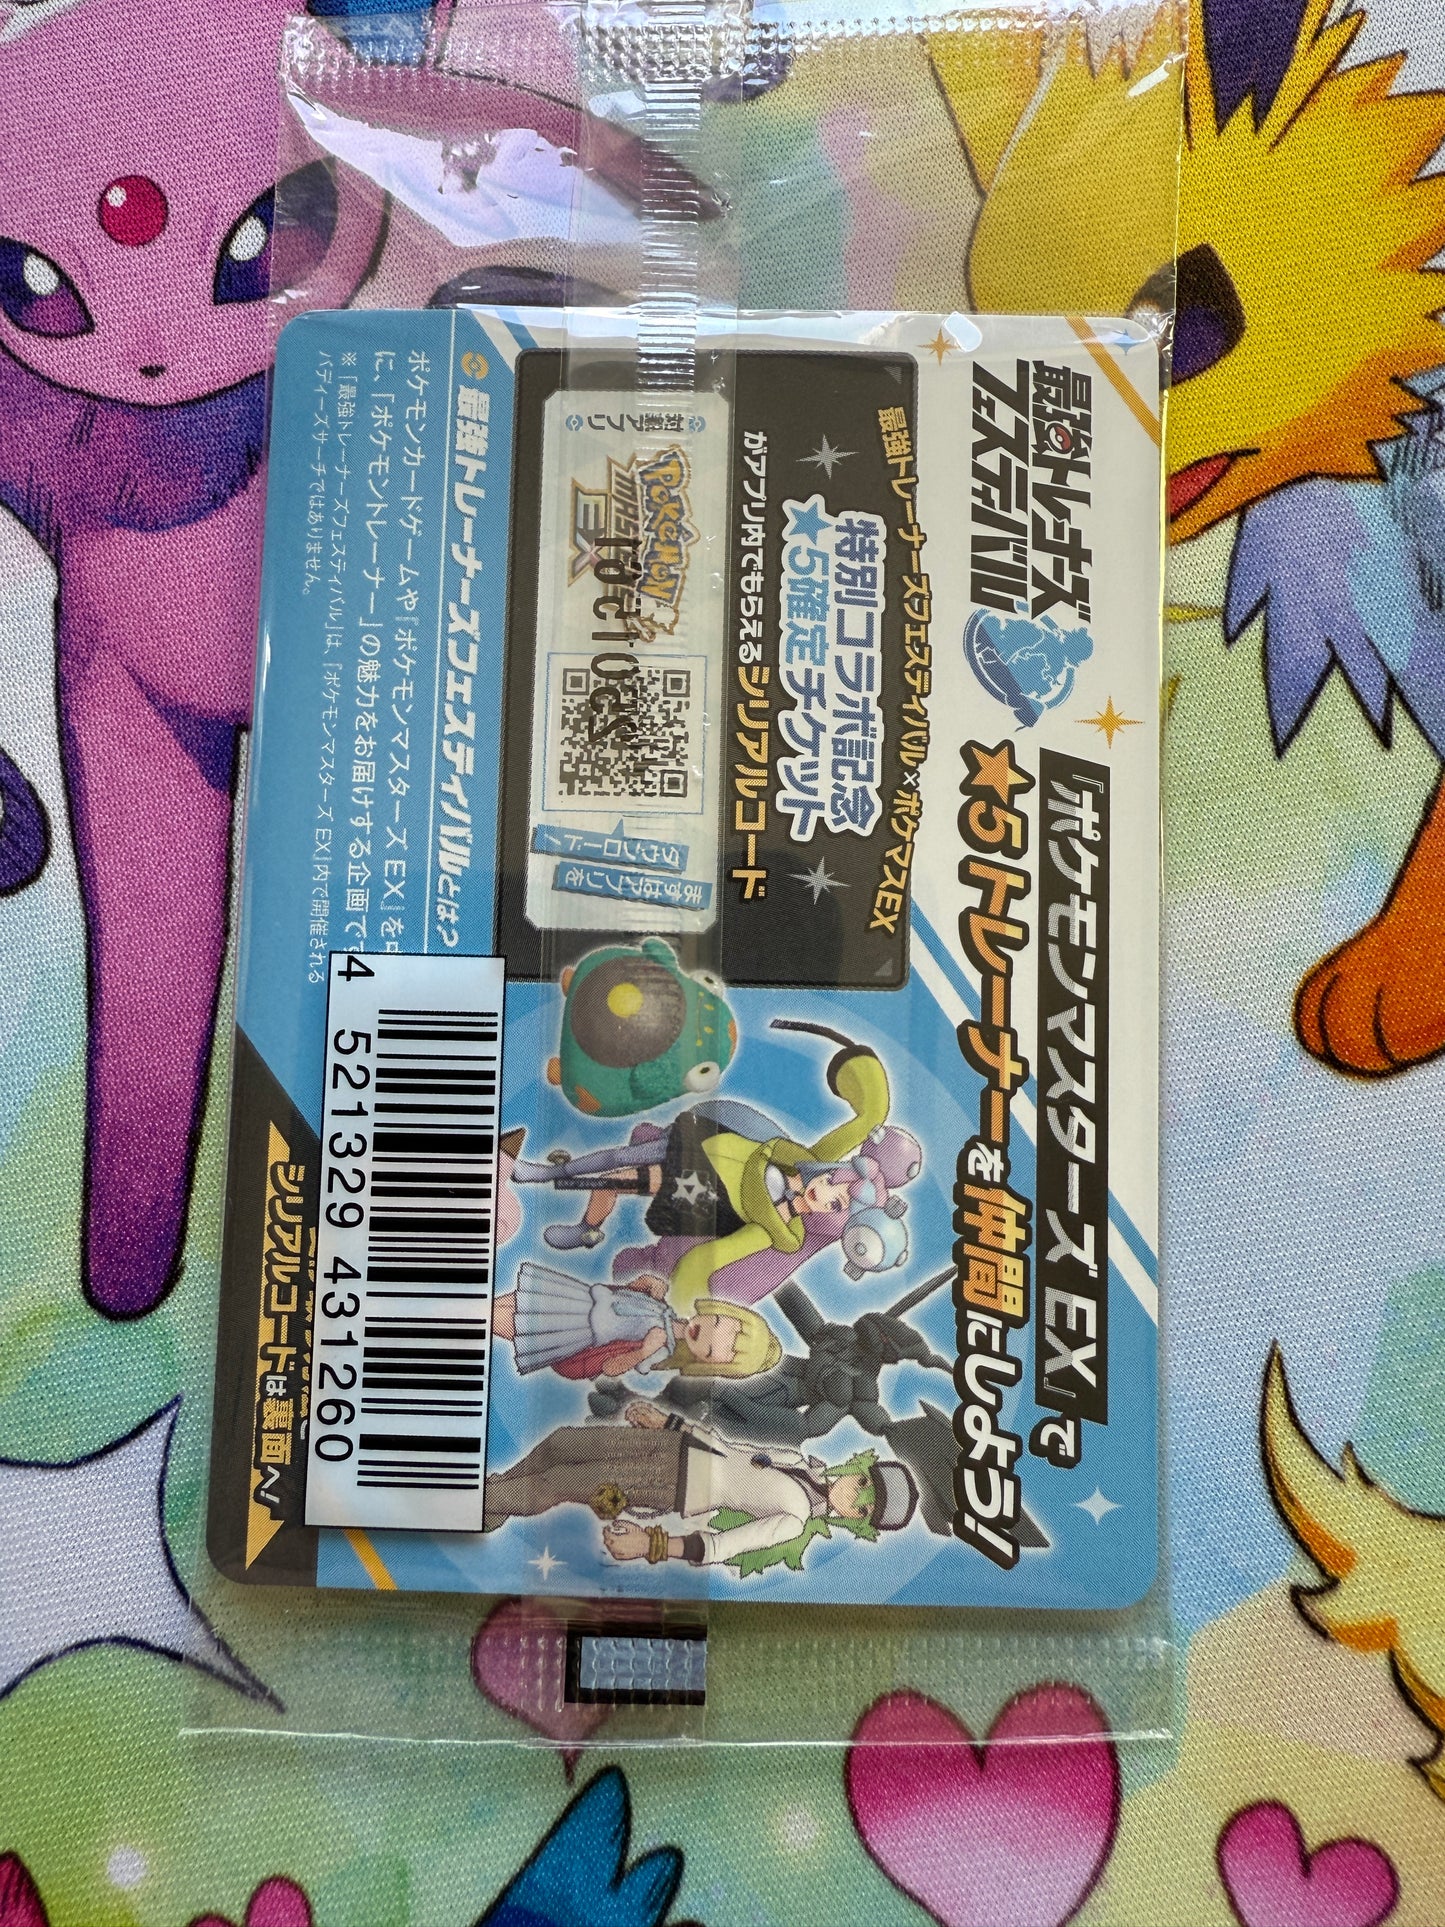 最強トレーナーズ
フェスティバル
『ポケモンマスターズ EX』で
★5トレーナーを仲間にしよう!
最強トレーナーズフェスティバル×ポケマスEX
特別コラボ記念
★5確定チケット
がアプリ内でもらえるシリアルコード
対戦アプリ
POKÉMON
MASTERS
EX
まずはアプリを
ダウンロード!
最強トレーナーズフェスティバルとは?
ポケモンカードゲームや『ポケモンマスターズ EX』を
に、「ポケモントレーナー」の魅力をお届けする企画です
※「最強トレーナーズフェスティバル」は、『ポケモンマスターズ EX』内で開催される
バディーズサーチではありません。
4 521329 431260
シリアルコードは裏面へ!